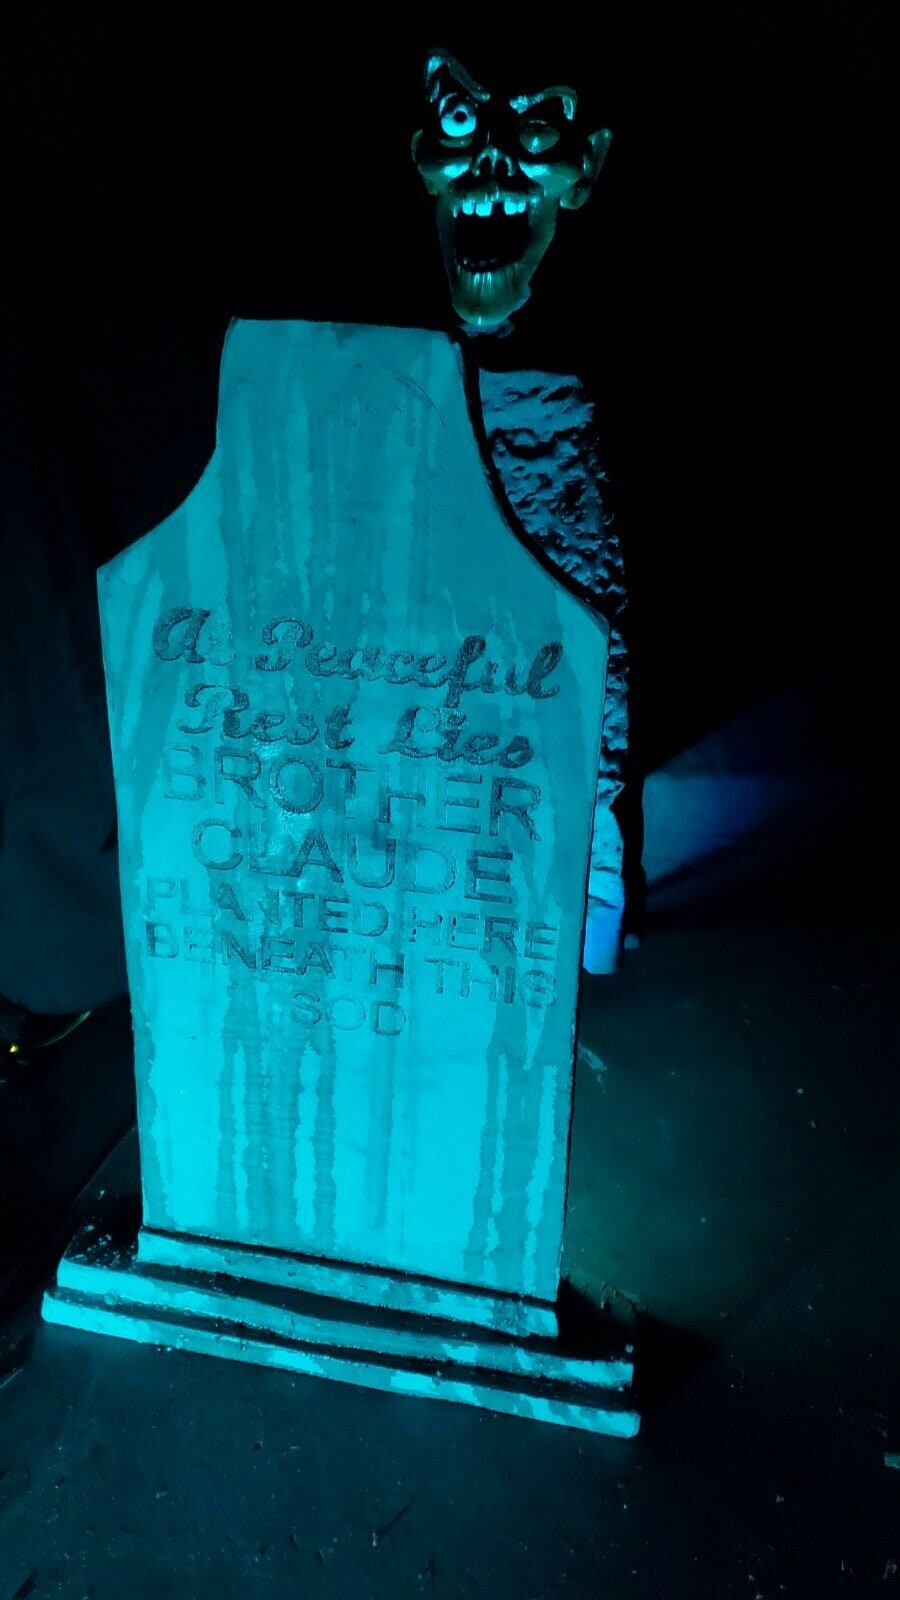 At Peaceful
Rest Lies
BROTHER
CLAUDE
PLANTED HERE
BENEATH THIS
SOD